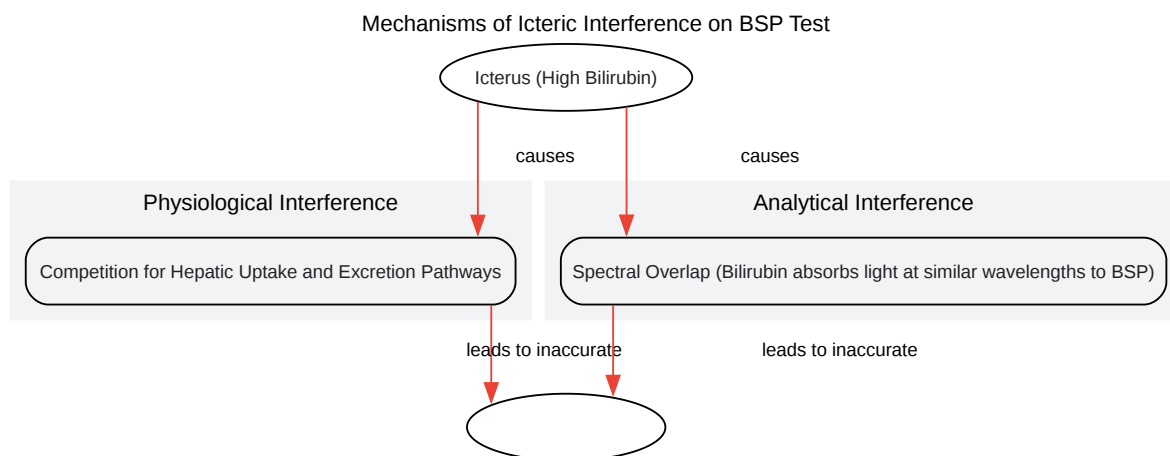 Mechanisms of Icteric Interference on BSP Test
Icterus (High Bilirubin)
causes
causes
Physiological Interference
Analytical Interference
Competition for Hepatic Uptake and Excretion Pathways
Spectral Overlap (Bilirubin absorbs light at similar wavelengths to BSP)
leads to inaccurate
leads to inaccurate